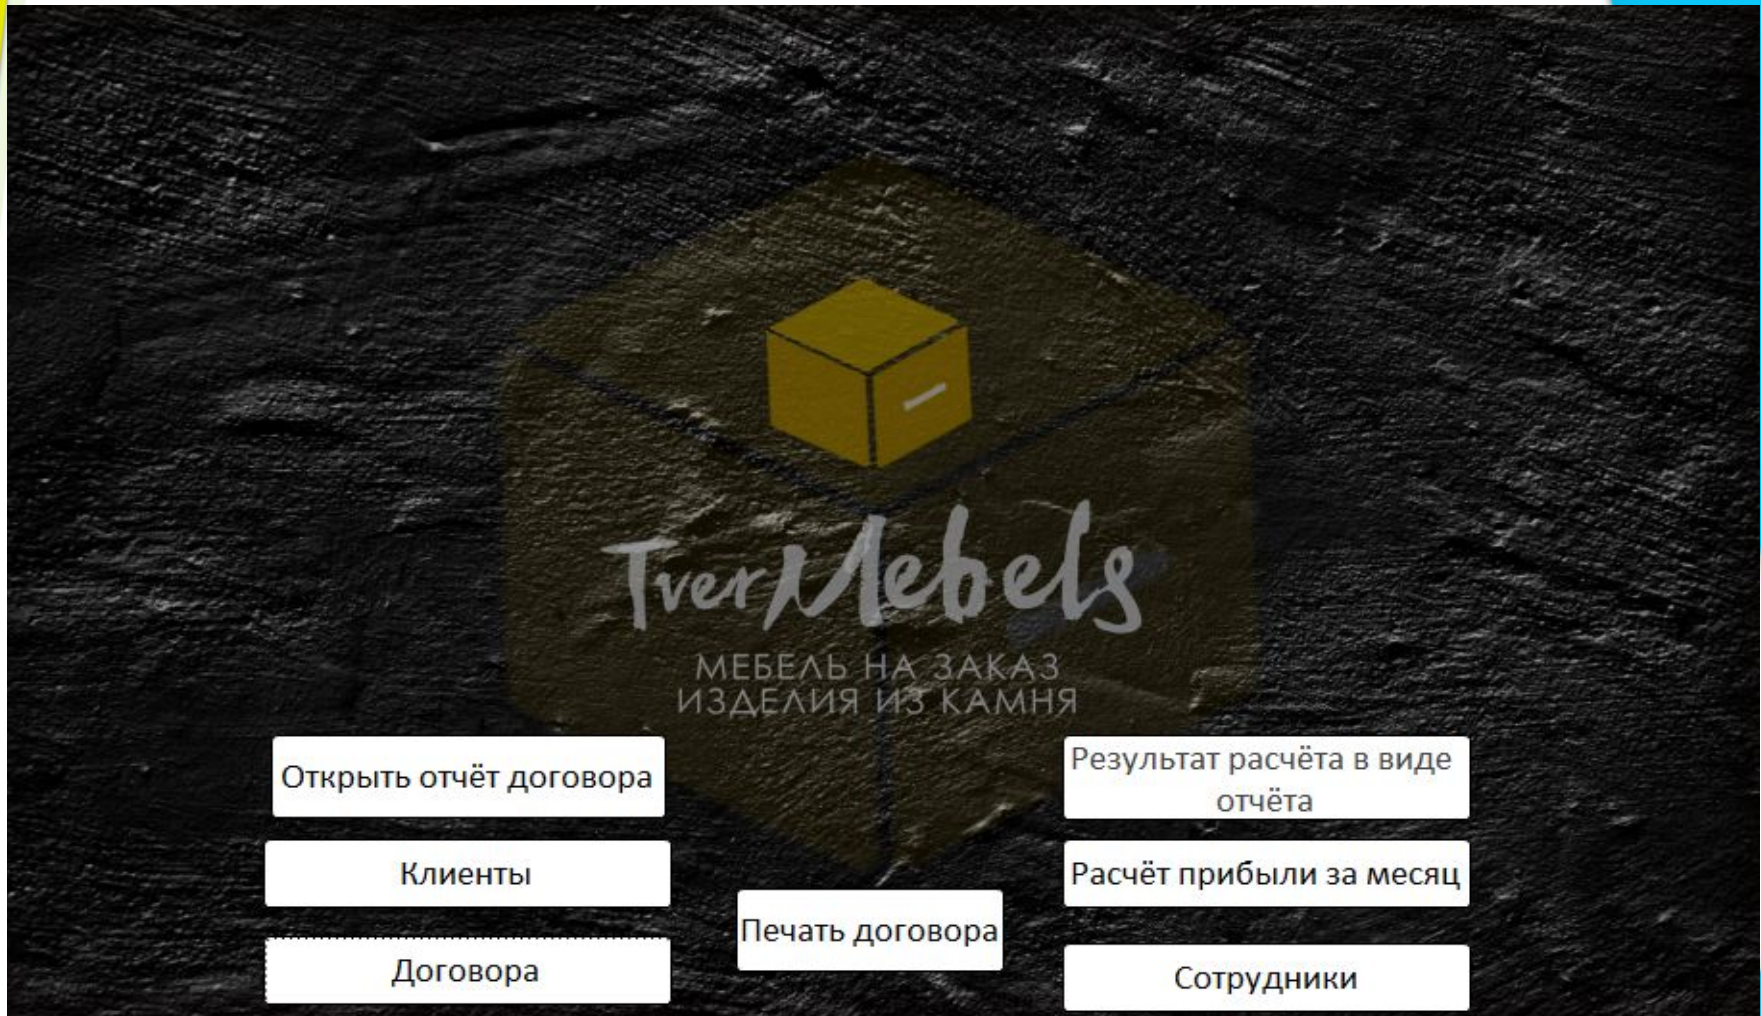 TverMebels
МЕБЕЛЬ НА ЗАКАЗ
ИЗДЕЛИЯ ИЗ КАМНЯ
Открыть отчёт договора
Клиенты
Договора
Печать договора
Результат расчёта в виде
отчёта
Расчёт прибыли за месяц
Сотрудники